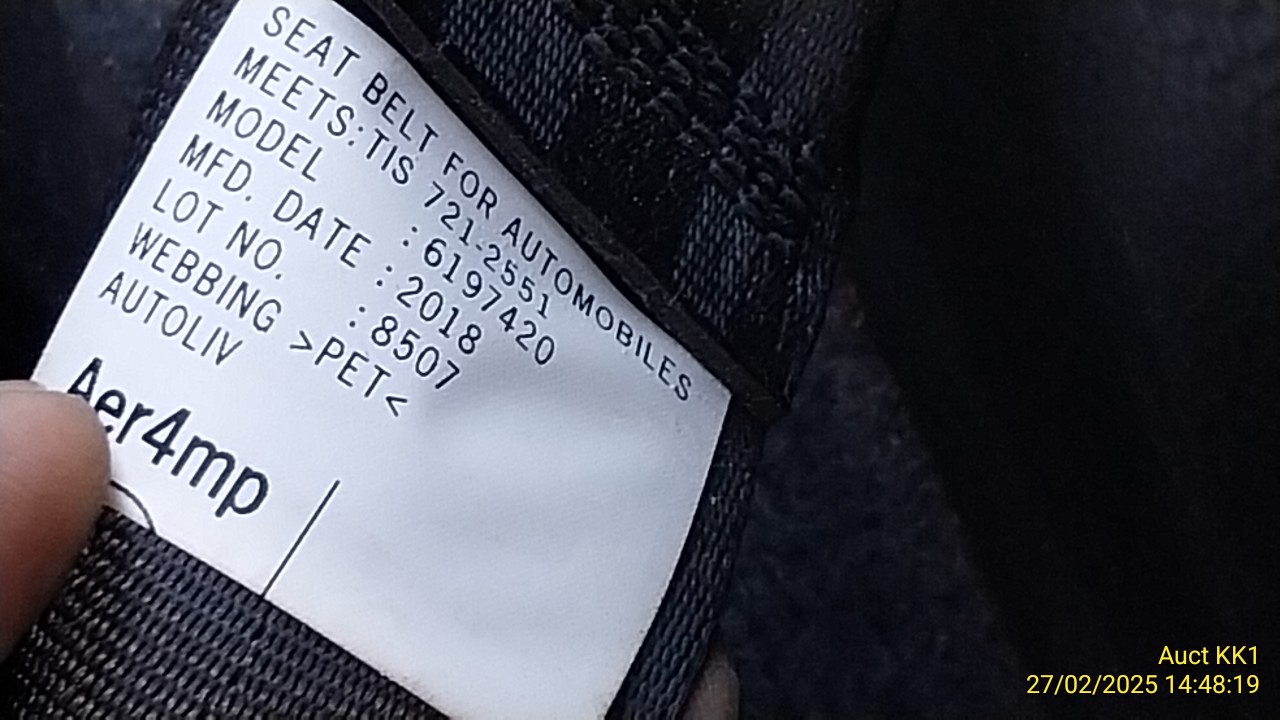 SEAT BELT FOR AUTOMOBILES
MEETS:TIS 721-2551
MODEL : 6197420
MFD. DATE : 2018
LOT NO. : 8507
WEBBING >PET<
AUTOLIV
Aer4mp
Auct KK1
27/02/2025 14:48:19